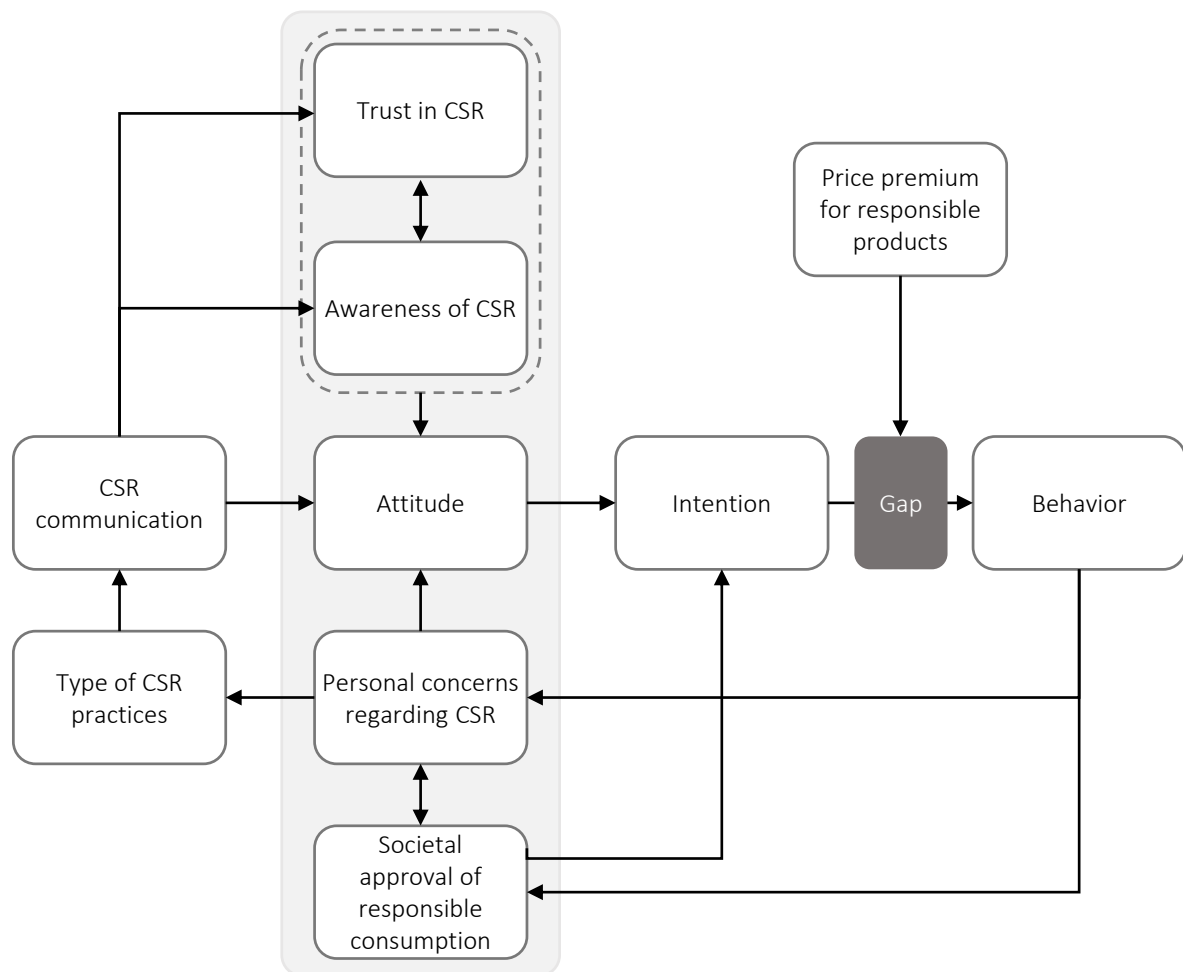 Trust in CSR
Price premium
for responsible
products
Awareness of CSR
CSR
communication
Attitude
Intention
Gap
Behavior
Type of CSR
practices
Personal concerns
regarding CSR
Societal
approval of
responsible
consumption